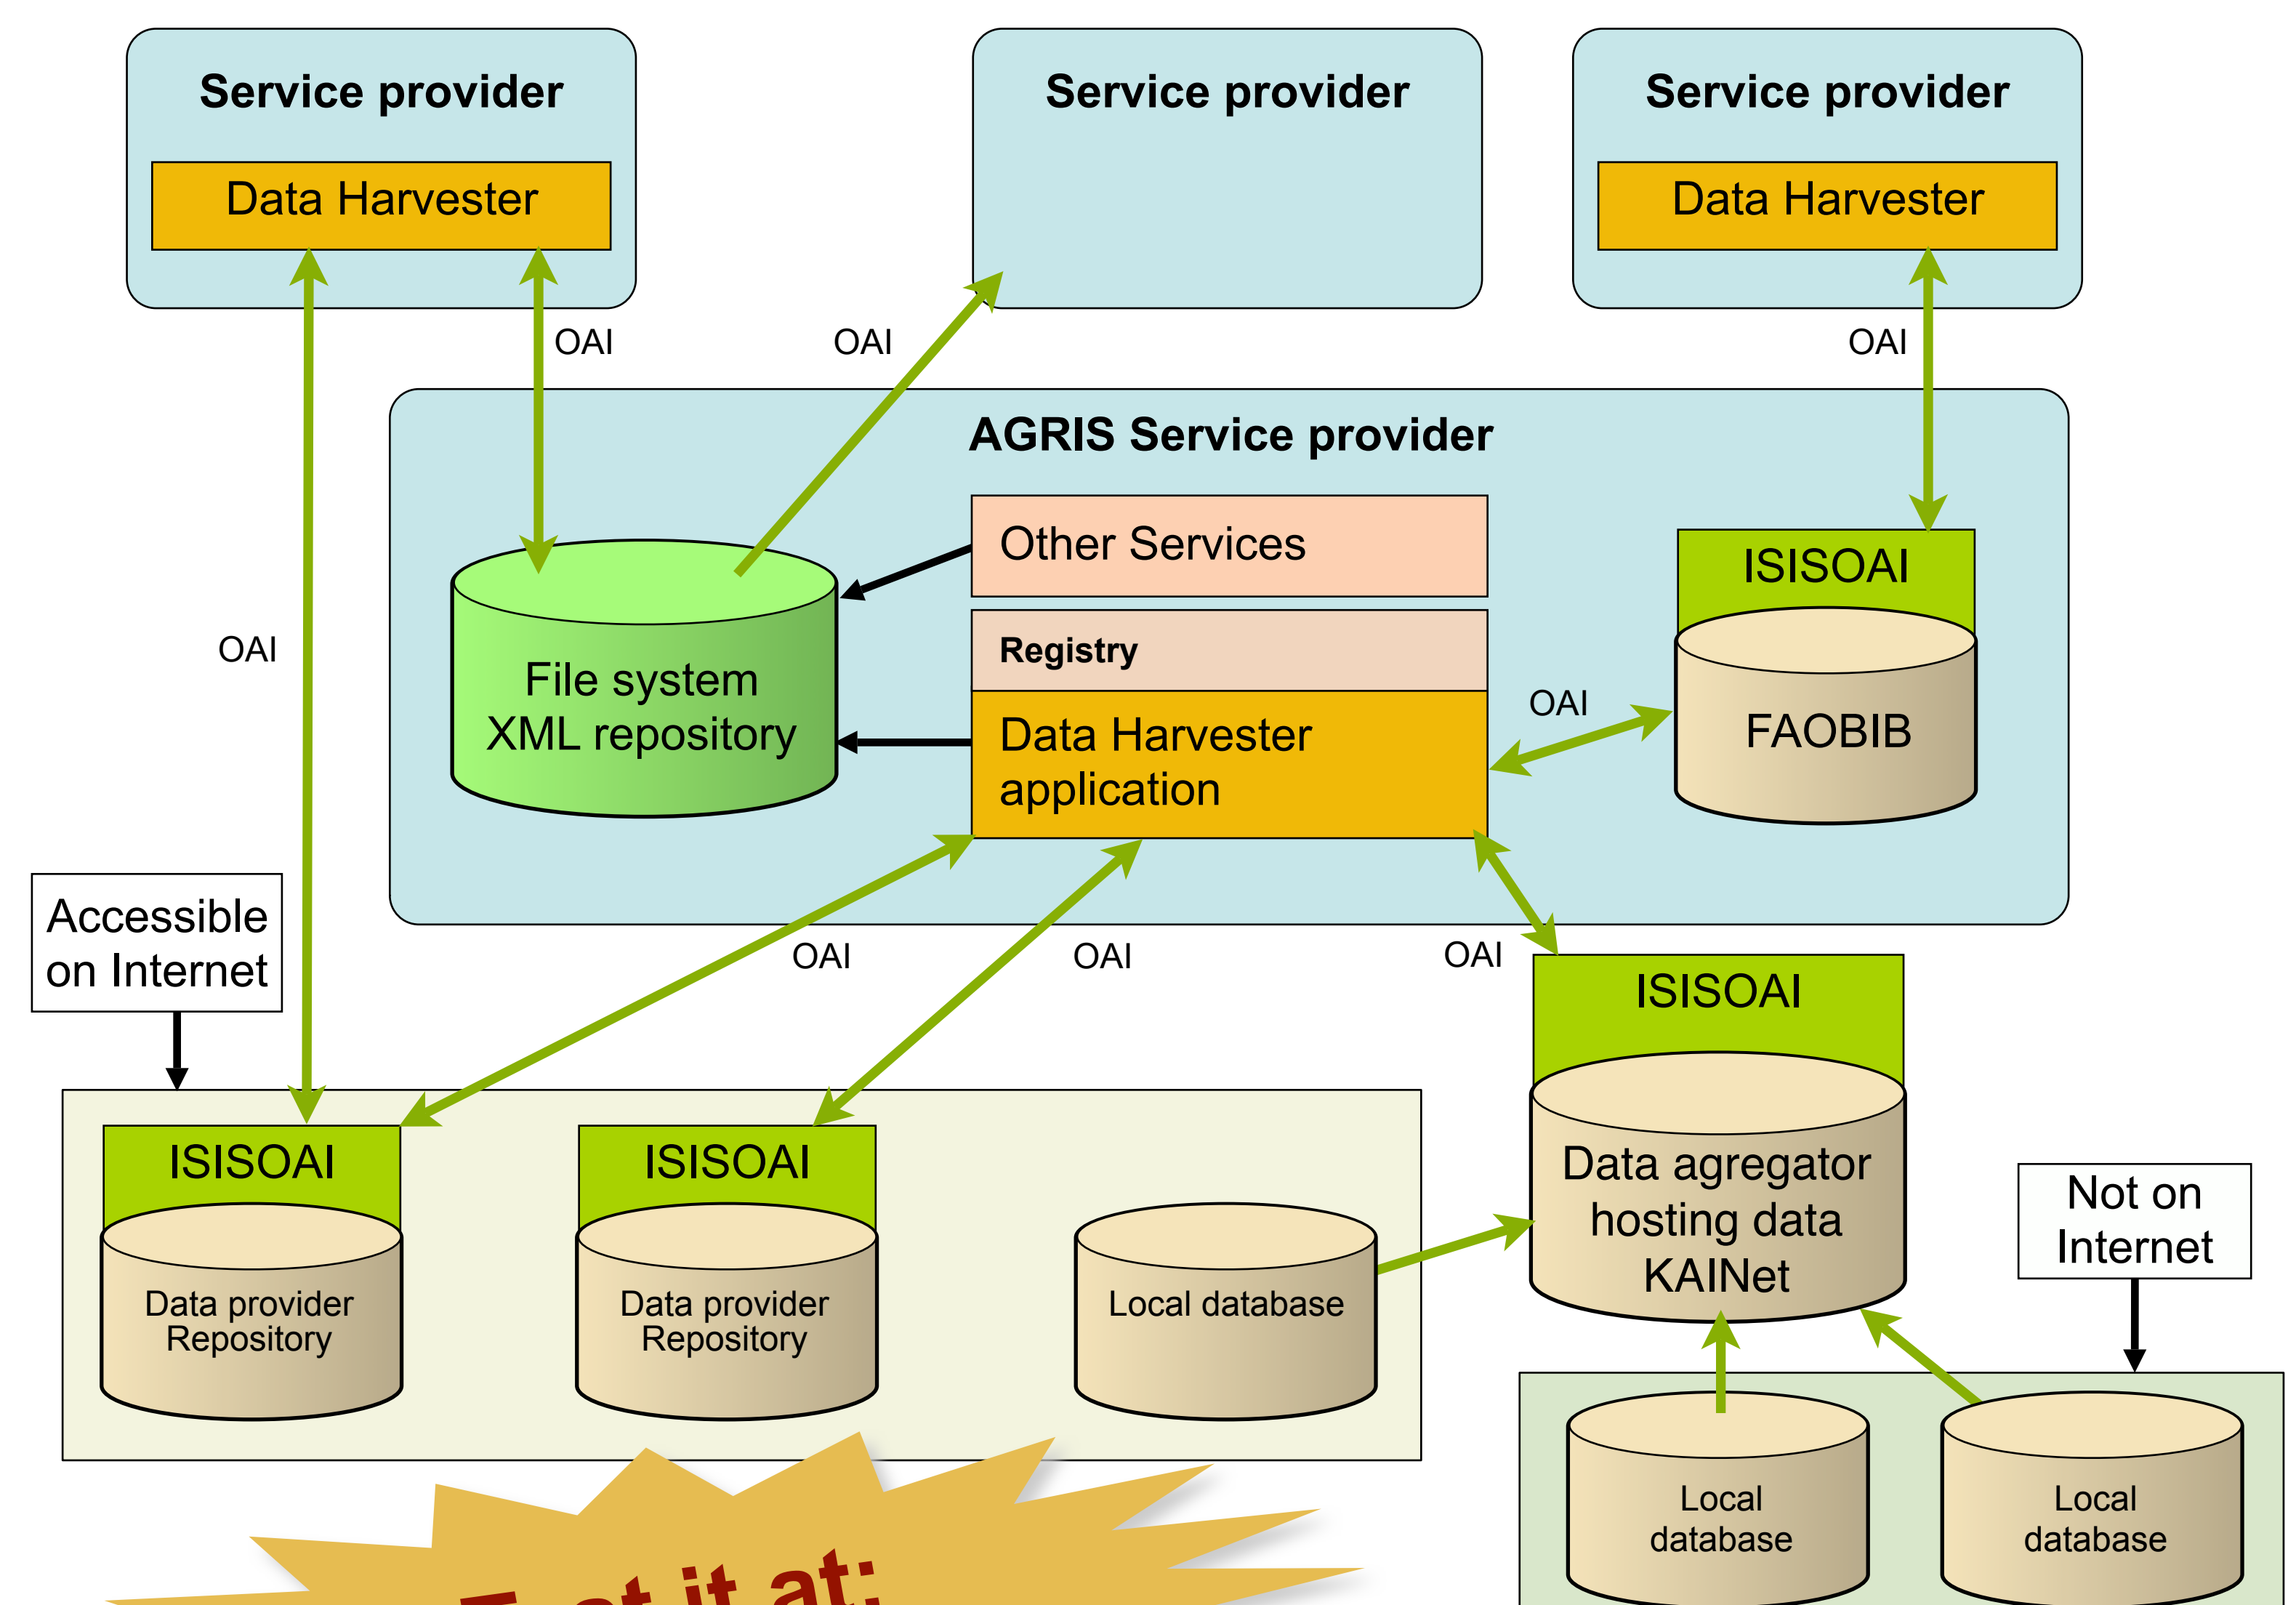 Service provider
Data Harvester
Service provider
Service provider
Data Harvester
OAI
OAI
OAI
AGRIS Service provider
Other Services
Registry
Data Harvester
application
File system
XML repository
ISISOAI
FAOBIB
OAI
OAI
Accessible
on Internet
OAI
OAI
OAI
ISISOAI
Data agregator
hosting data
KAINet
Not on
Internet
ISISOAI
Data provider
Repository
ISISOAI
Data provider
Repository
Local database
Local
database
Local
database
Test it at: